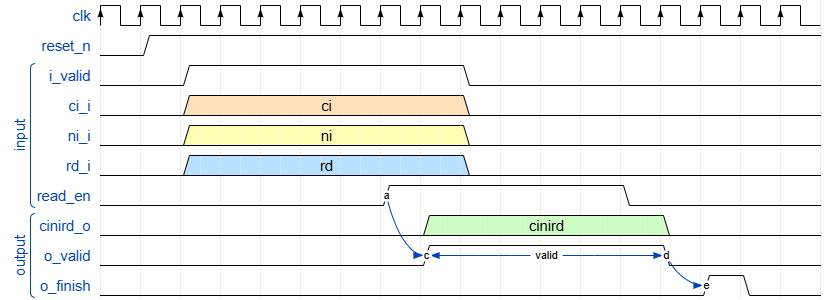 clk
reset_n
input
i_valid
ci_i ci
ni_i ni
rd_i rd
read_en a
output
cinird_o cinird
o_valid c valid d
o_finish e